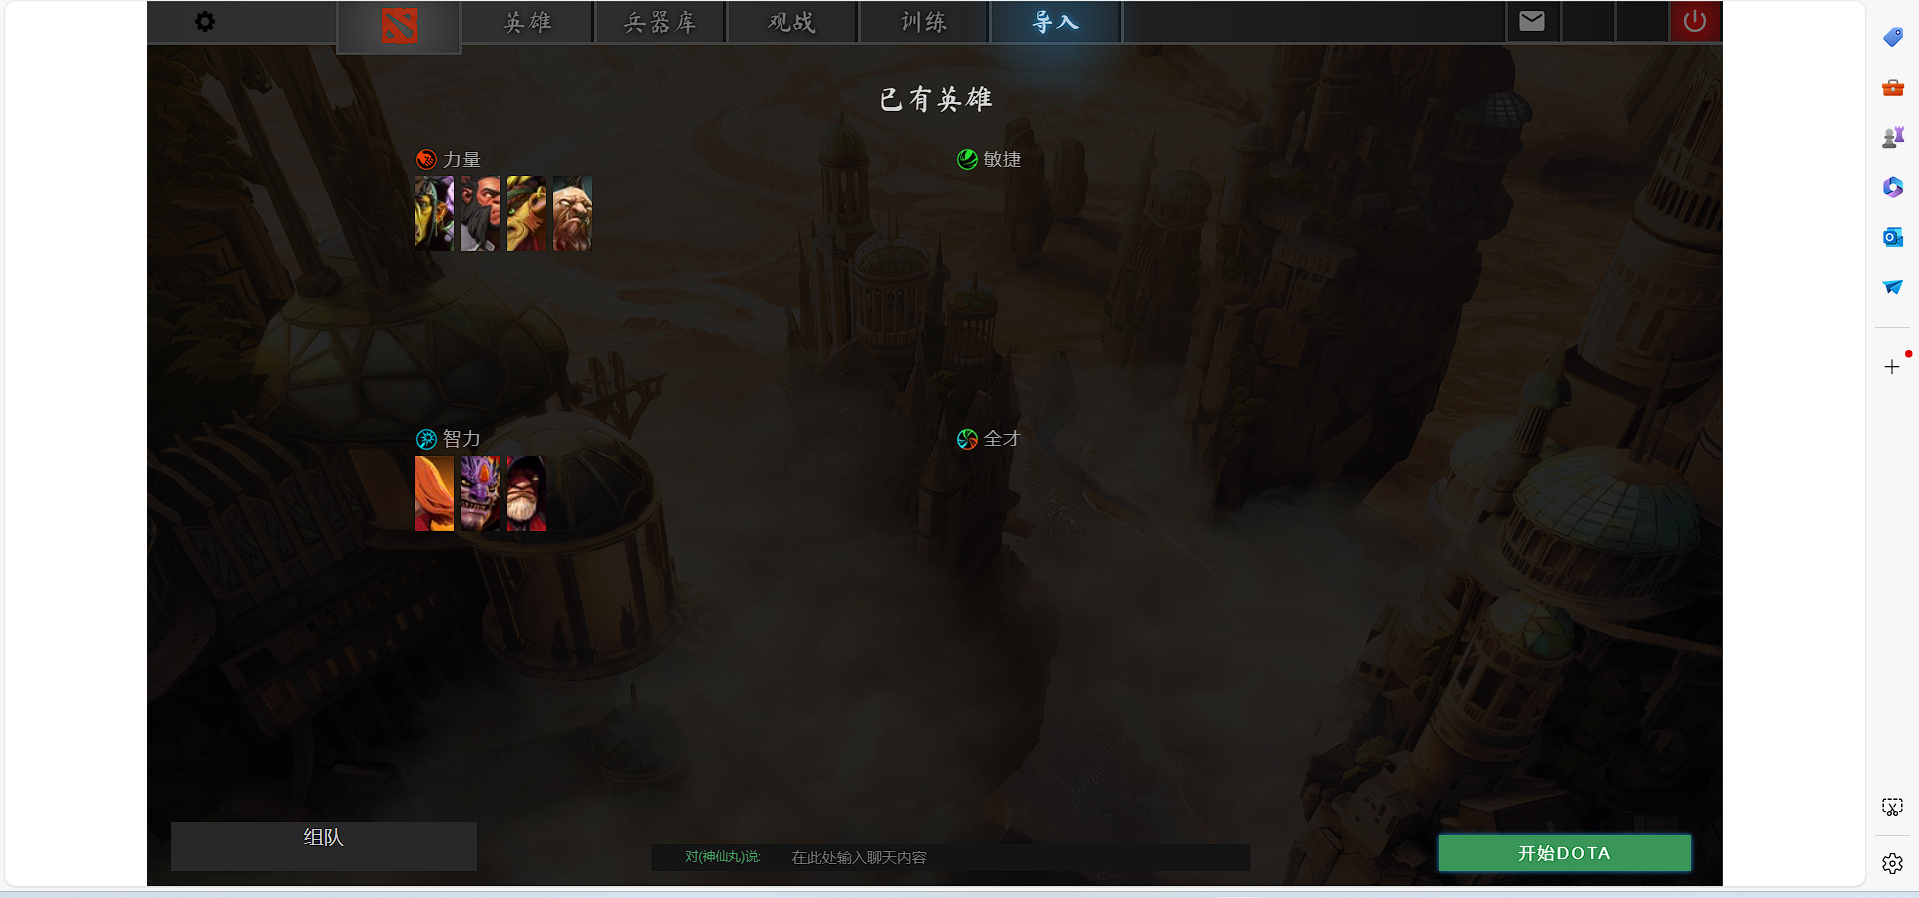 英雄
兵器库
观战
训练
导入
已有英雄
力量
敏捷
智力
全才
组队
对(神仙丸)说:
在此处输入聊天内容
开始DOTA